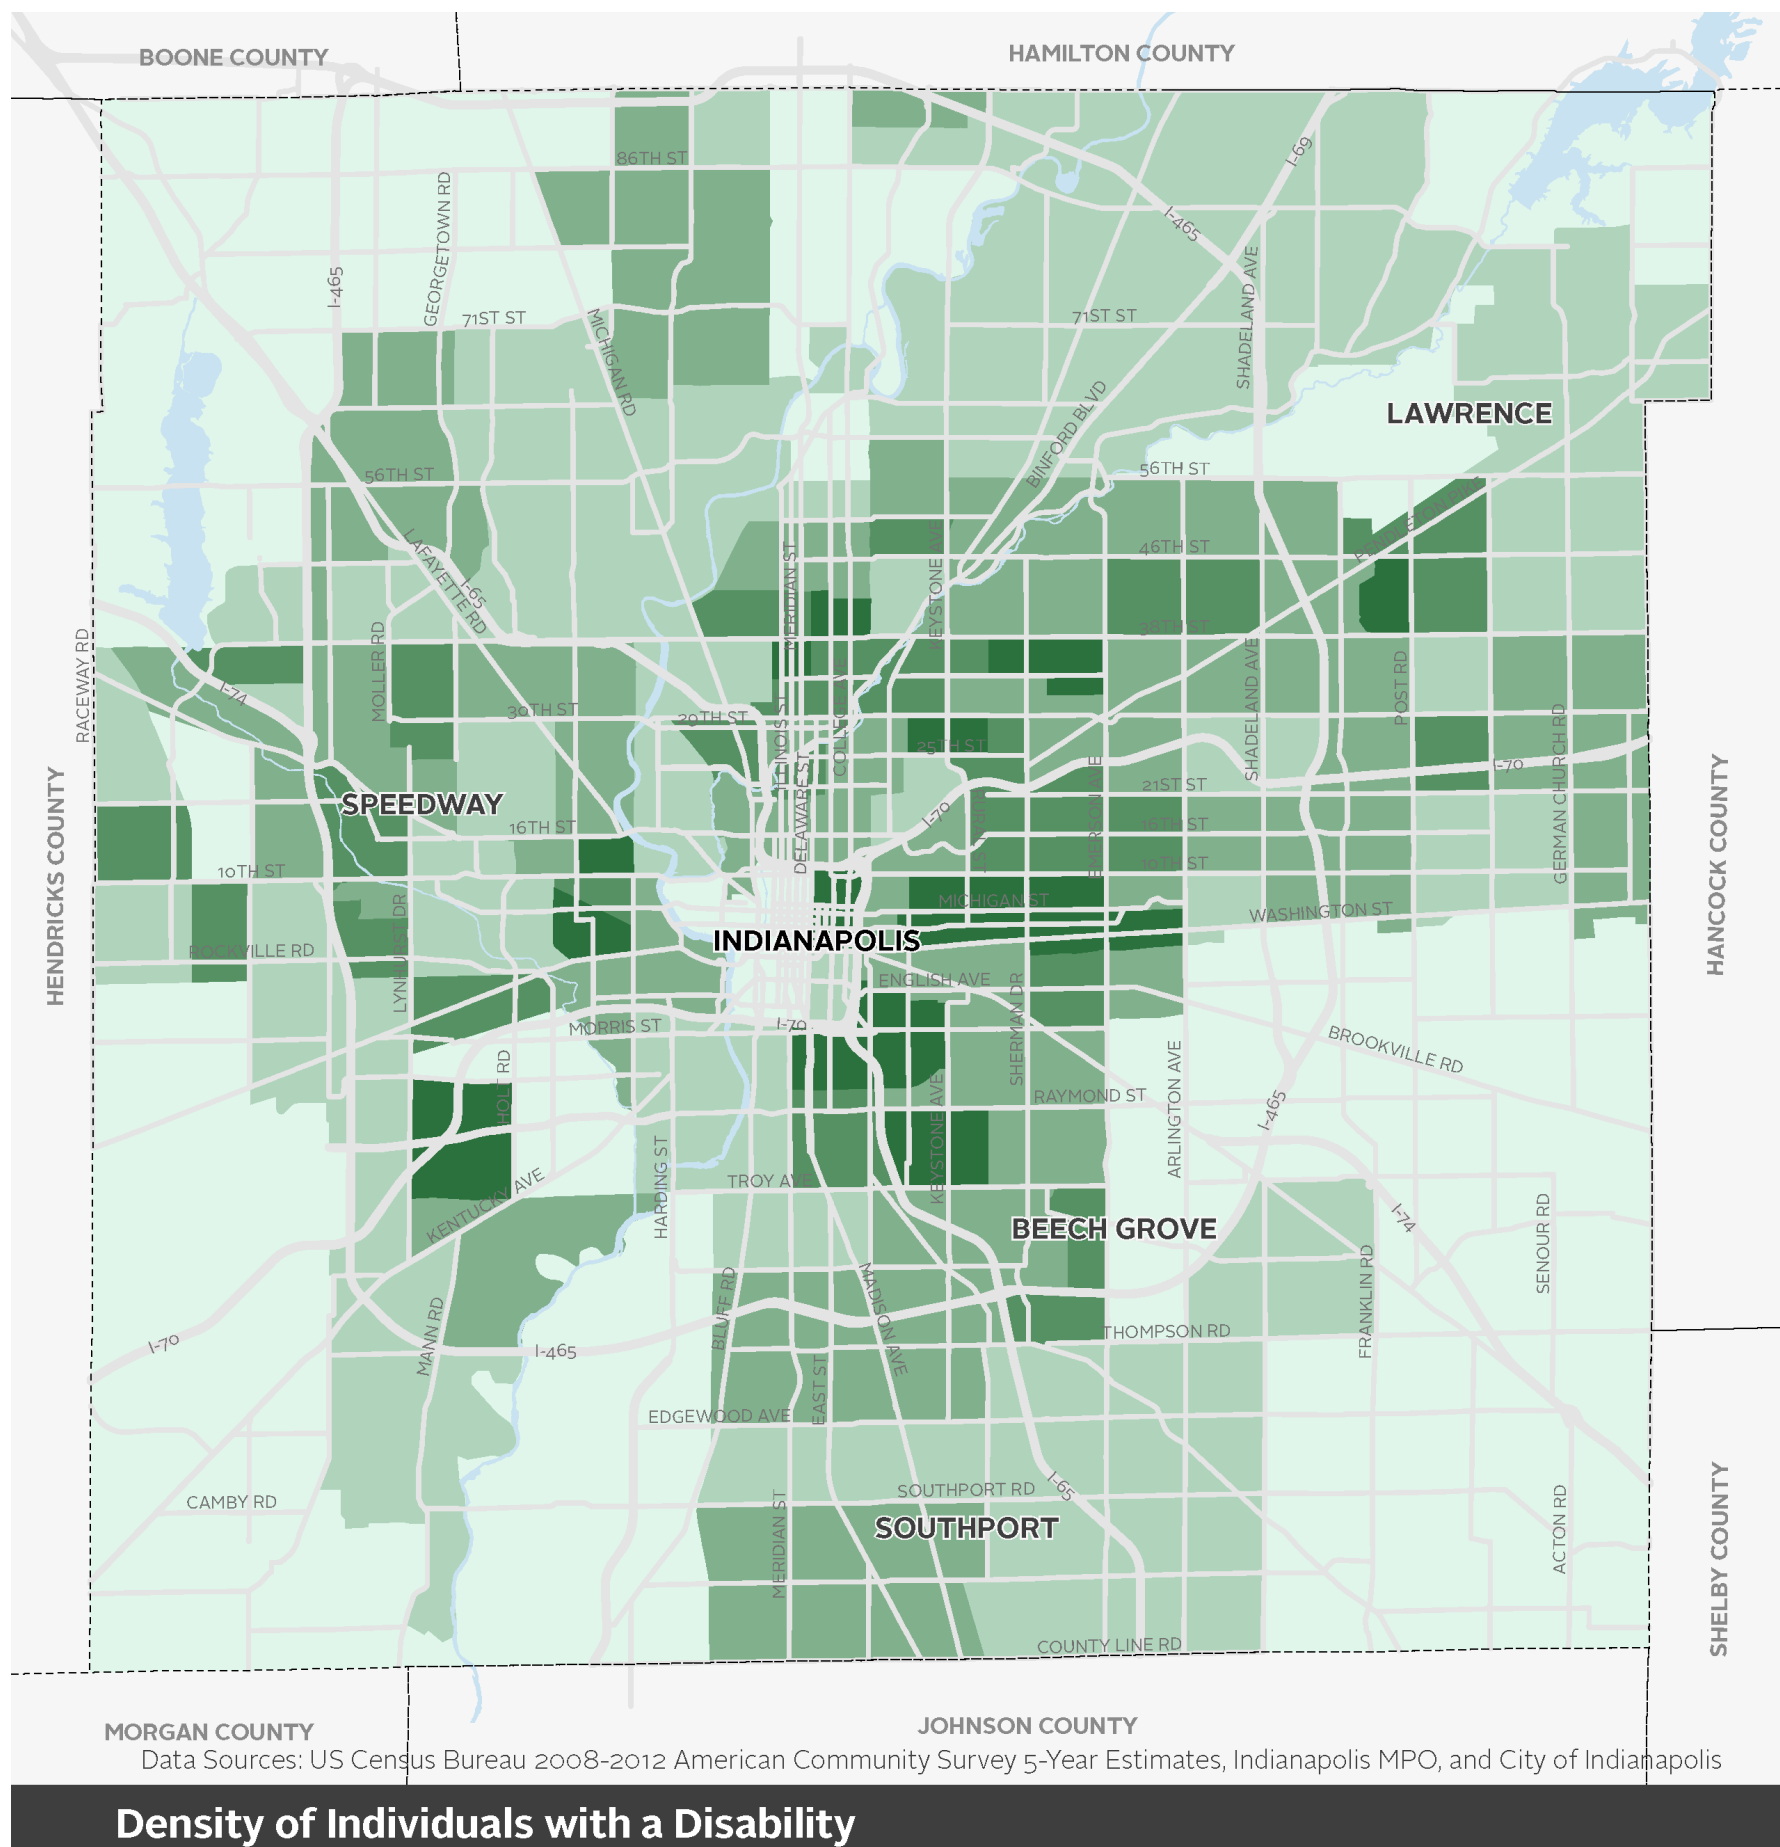 BOONE COUNTY
HAMILTON COUNTY
I-69
86TH ST
GEORGETOWN RD
I-465
I-465
SHADELAND AVE
71ST ST
MICHIGAN RD
71ST ST
BINFORD BLVD
LAWRENCE
56TH ST
56TH ST
PENDLETON PIKE
LAFAYETTE RD
I-65
MERIDIAN ST
KEYSTONE AVE
46TH ST
38TH ST
RACEWAY RD
MOLLER RD
I-74
30TH ST
29TH ST
ILLINOIS ST
COLLEGE AVE
SHADELAND AVE
POST RD
GERMAN CHURCH RD
25TH ST
I-70
SPEEDWAY
DELAWARE ST
21ST ST
EMERSON AVE
16TH ST
I-70
16TH ST
HENDRICKS COUNTY
HANCOCK COUNTY
10TH ST
10TH ST
MICHIGAN ST
WASHINGTON ST
INDIANAPOLIS
ROCKVILLE RD
LYNHURST DR
ENGLISH AVE
SHERMAN DR
MORRIS ST
I-70
BROOKVILLE RD
HOLT RD
KEYSTONE AVE
RAYMOND ST
ARLINGTON AVE
I-465
HARDING ST
TROY AVE
KENTUCKY AVE
BEECH GROVE
I-74
SENOUR RD
FRANKLIN RD
BLUFF RD
MADISON AVE
MANN RD
I-70
I-465
THOMPSON RD
EAST ST
EDGEWOOD AVE
CAMBY RD
SOUTHPORT RD
I-65
MERIDIAN ST
SOUTHPORT
ACTON RD
SHELBY COUNTY
COUNTY LINE RD
MORGAN COUNTY
JOHNSON COUNTY
Data Sources: US Census Bureau 2008-2012 American Community Survey 5-Year Estimates, Indianapolis MPO, and City of Indianapolis
Density of Individuals with a Disability